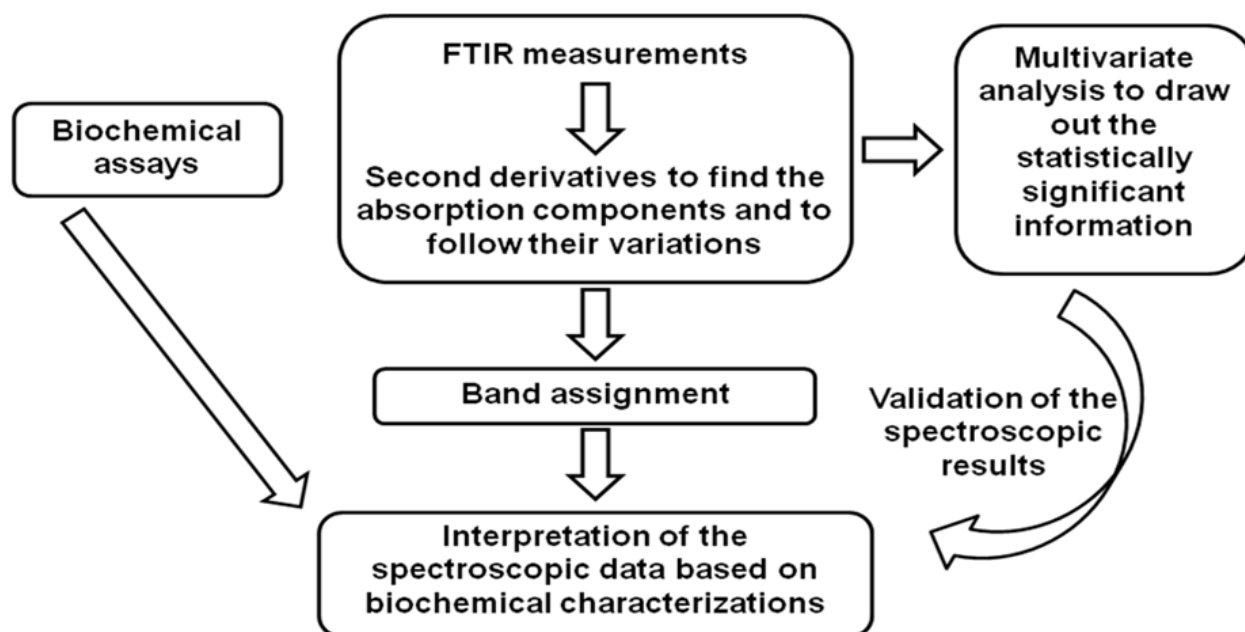 FTIR measurements
Second derivatives to find the
absorption components and to
follow their variations
Multivariate
analysis to draw
out the
statistically
significant
information
Biochemical
assays
Band assignment
Validation of the
spectroscopic
results
Interpretation of the
spectroscopic data based on
biochemical characterizations